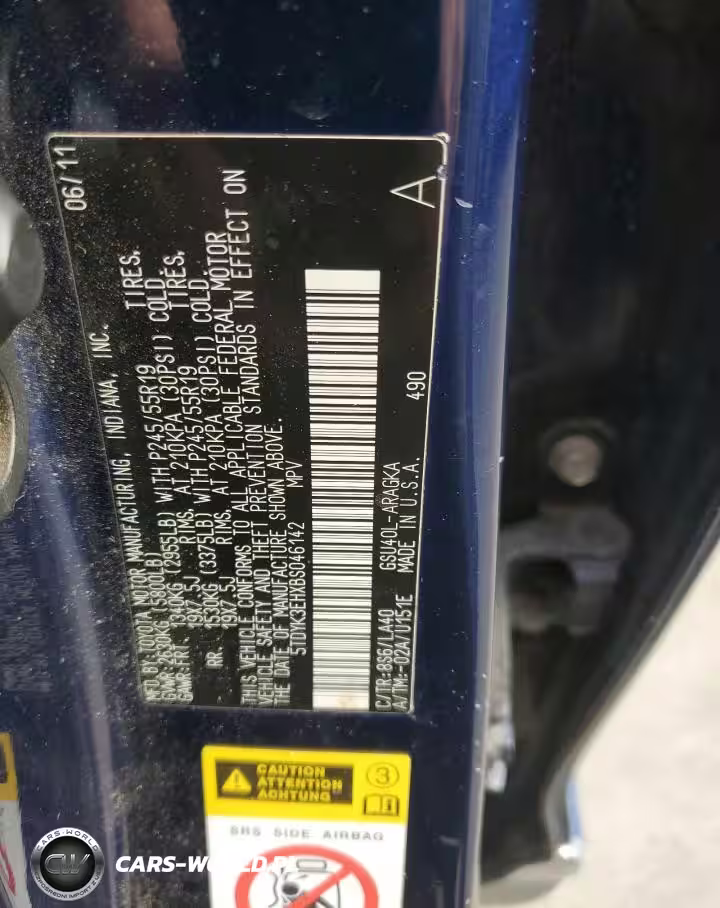 MFD.BY:TOYOTA MOTOR MANUFACTURING, INDIANA, INC. 06/11
GVWR:2630KG (5800LB)
GAWR:FRT. 1340KG (2955LB) WITH P245/55R19 TIRES.
19X7.5J RIMS. AT 210KPA (30PSI) COLD.
RR. 1530KG (3375LB) WITH P245/55R19 TIRES.
19X7.5J RIMS. AT 210KPA (30PSI) COLD.
THIS VEHICLE CONFORMS TO ALL APPLICABLE FEDERAL MOTOR
VEHICLE SAFETY AND THEFT PREVENTION STANDARDS IN EFFECT ON
THE DATE OF MANUFACTURE SHOWN ABOVE.
5TDYK3EHXBS046142 MPV
C/TR:8S6/LA40 GSU40L-ARAGKA A
A/TM:-02A/U151E MADE IN U.S.A. 490
CAUTION
ATTENTION
ACHTUNG
3
SRS SIDE AIRBAG
CARS-WORLD
CW
CARS-WORLD.PL